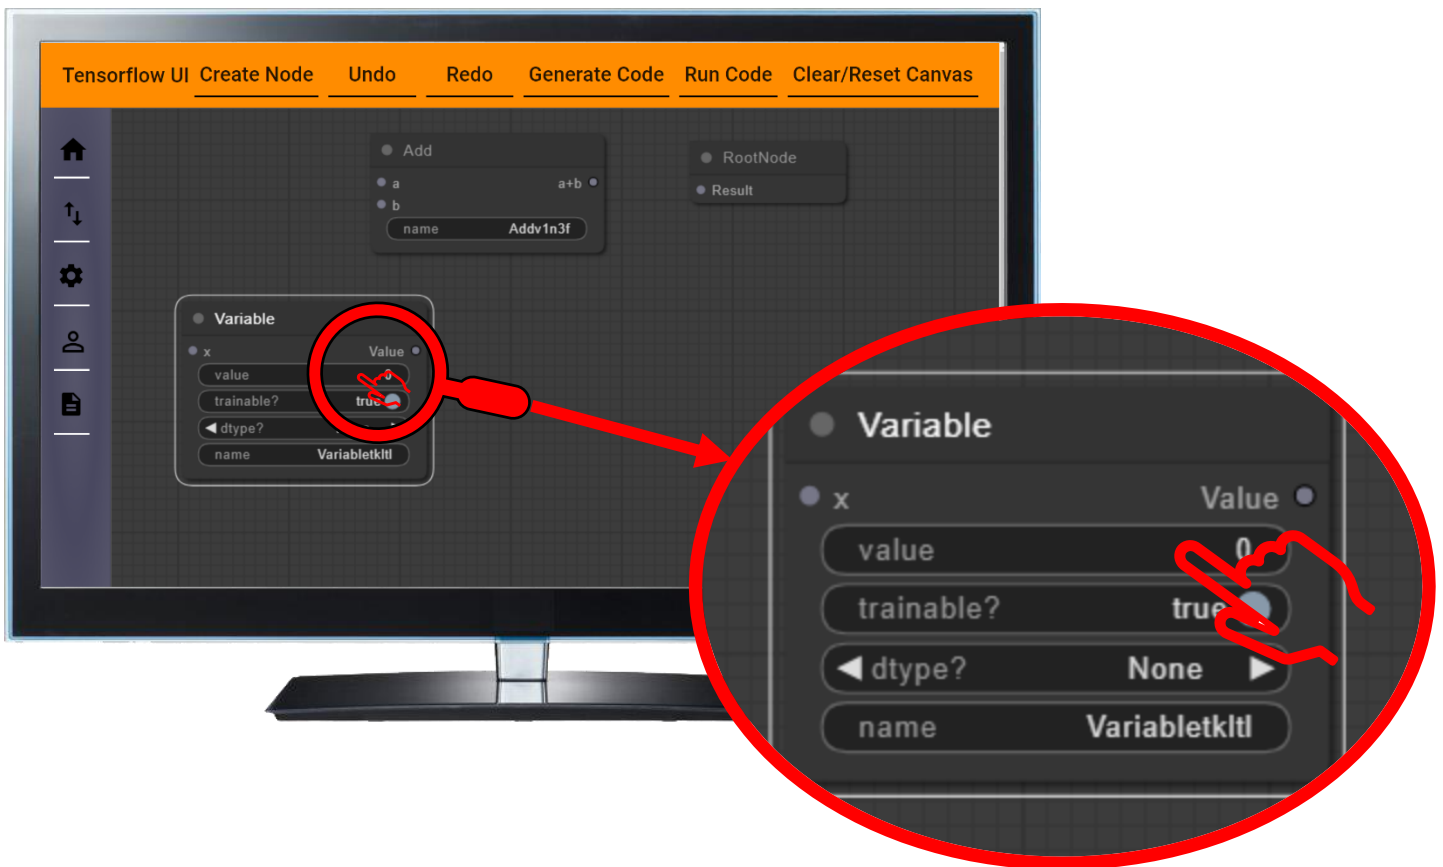 Tensorflow UI Create Node Undo Redo Generate Code Run Code Clear/Reset Canvas
Add
a a+b
b
name Addv1n3f
RootNode
Result
Variable
x Value
value 0
trainable? true
dtype?
name Variabletkltl
Variable
x Value
value 0
trainable? true
dtype? None
name Variabletkltl